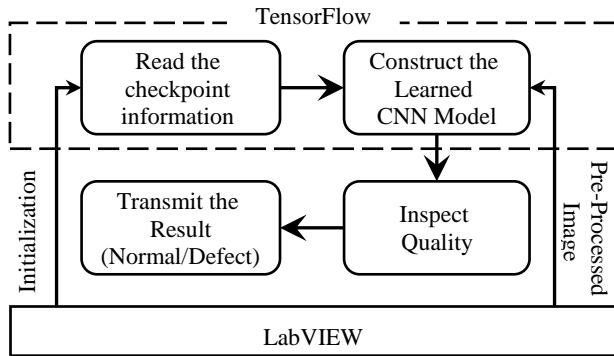 TensorFlow
Read the
checkpoint
information
Construct the
Learned
CNN Model
Initialization
Transmit the
Result
(Normal/Defect)
Inspect
Quality
Pre-Processed
Image
LabVIEW